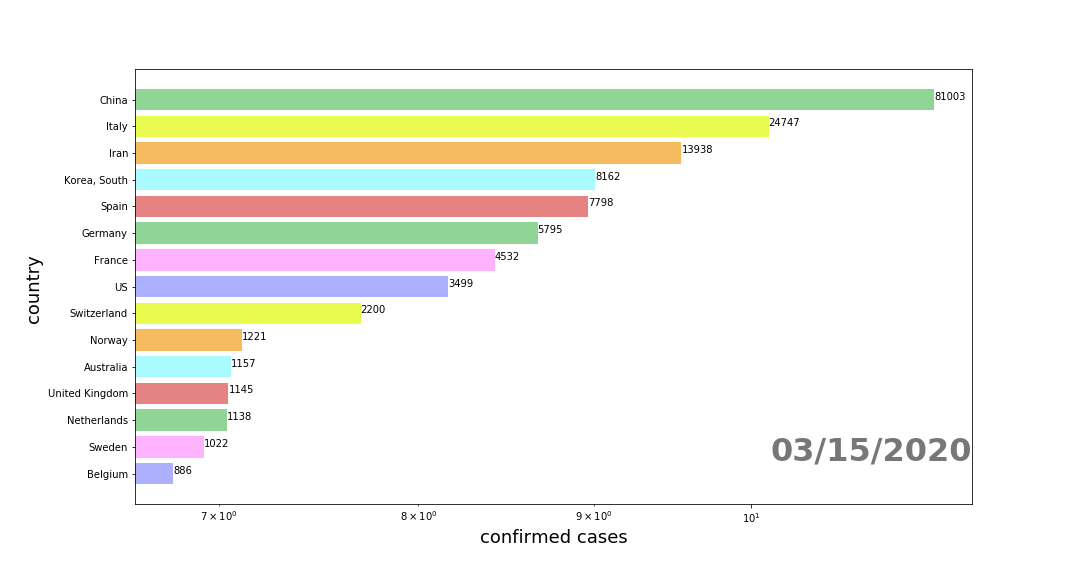 China 81003
Italy 24747
Iran 13938
Korea, South 8162
Spain 7798
Germany 5795
France 4532
US 3499
Switzerland 2200
Norway 1221
Australia 1157
United Kingdom 1145
Netherlands 1138
Sweden 1022
Belgium 886
03/15/2020
country
7 × 10⁰ 8 × 10⁰ 9 × 10⁰ 10¹
confirmed cases